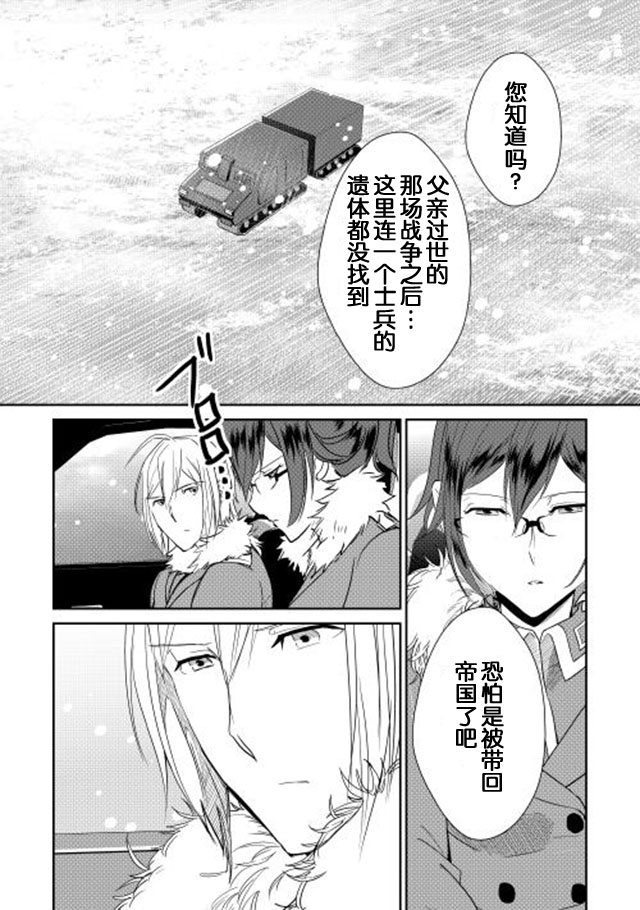 您知道吗？
父亲过世的
那场战争之后…
这里连一个士兵的
遗体都没找到
ブロロロ…
恐怕是被带回
帝国了吧